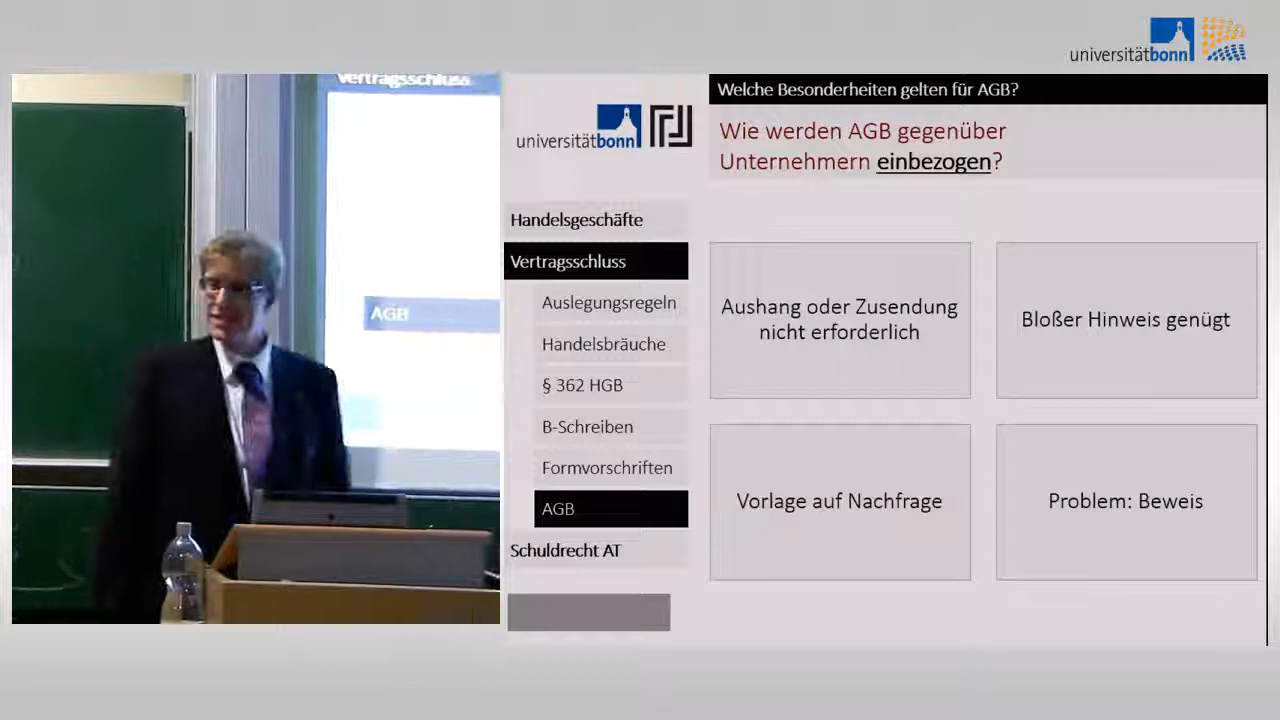 universitätbonn
Vertragsschluss
AGB
universitätbonn
Welche Besonderheiten gelten für AGB?
Wie werden AGB gegenüber
Unternehmern einbezogen?
Handelsgeschäfte
Vertragsschluss
Auslegungsregeln
Handelsbräuche
§ 362 HGB
B-Schreiben
Formvorschriften
AGB
Schuldrecht AT
Aushang oder Zusendung
nicht erforderlich
Bloßer Hinweis genügt
Vorlage auf Nachfrage
Problem: Beweis